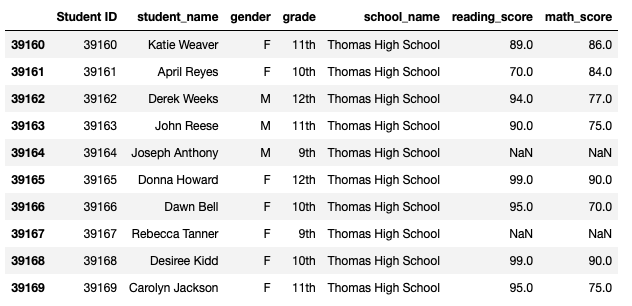 Student ID student_name gender grade school_name reading_score math_score
39160 39160 Katie Weaver F 11th Thomas High School 89.0 86.0
39161 39161 April Reyes F 10th Thomas High School 70.0 84.0
39162 39162 Derek Weeks M 12th Thomas High School 94.0 77.0
39163 39163 John Reese M 11th Thomas High School 90.0 75.0
39164 39164 Joseph Anthony M 9th Thomas High School NaN NaN
39165 39165 Donna Howard F 12th Thomas High School 99.0 90.0
39166 39166 Dawn Bell F 10th Thomas High School 95.0 70.0
39167 39167 Rebecca Tanner F 9th Thomas High School NaN NaN
39168 39168 Desiree Kidd F 10th Thomas High School 99.0 90.0
39169 39169 Carolyn Jackson F 11th Thomas High School 95.0 75.0